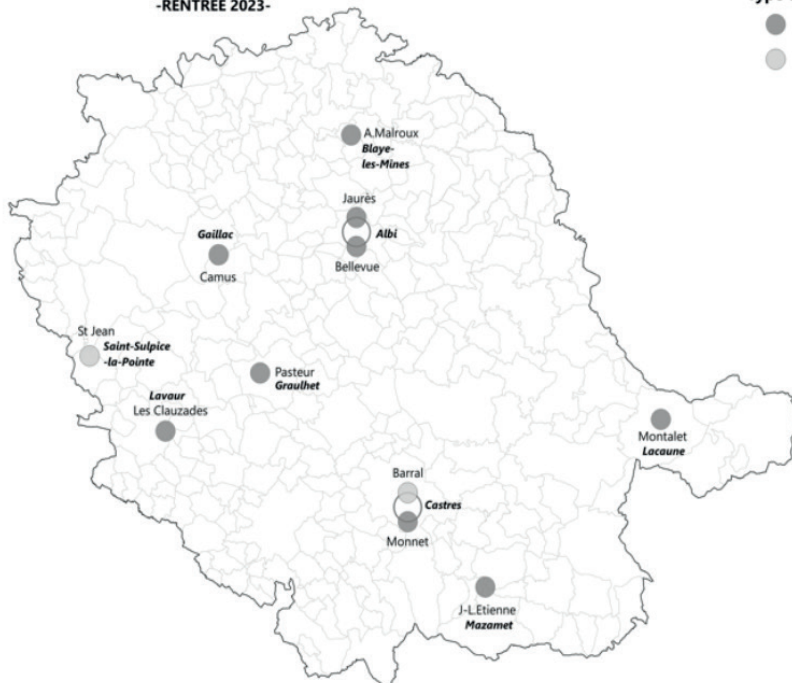 -RENTRÉE 2023-
A.Malroux
Blaye-
les-Mines
Jaurès
Albi
Bellevue
Gaillac
Camus
St Jean
Saint-Sulpice
-la-Pointe
Pasteur
Graulhet
Lavaur
Les Clauzades
Montalet
Lacaune
Barral
Castres
Monnet
J-L.Etienne
Mazamet